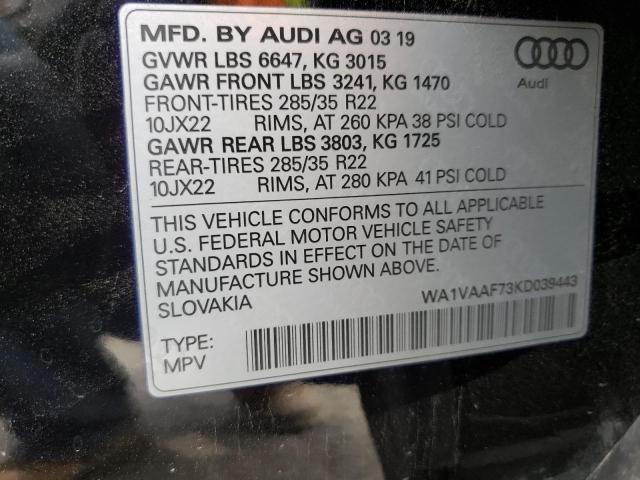 MFD. BY AUDI AG 03 19
GVWR LBS 6647, KG 3015
GAWR FRONT LBS 3241, KG 1470
FRONT-TIRES 285/35 R22
10JX22 RIMS, AT 260 KPA 38 PSI COLD
GAWR REAR LBS 3803, KG 1725
REAR-TIRES 285/35 R22
10JX22 RIMS, AT 280 KPA 41 PSI COLD
Audi
THIS VEHICLE CONFORMS TO ALL APPLICABLE
U.S. FEDERAL MOTOR VEHICLE SAFETY
STANDARDS IN EFFECT ON THE DATE OF
MANUFACTURE SHOWN ABOVE.
SLOVAKIA
WA1VAAF73KD039443
TYPE:
MPV